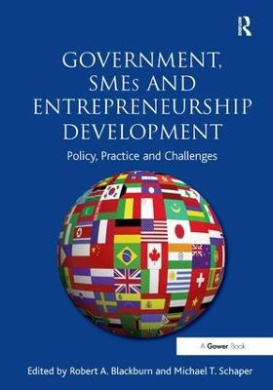 R
GOVERNMENT,
SMEs AND
ENTREPRENEURSHIP
DEVELOPMENT
Policy, Practice and Challenges
A Gower Book
Edited by Robert A. Blackburn and Michael T. Schaper